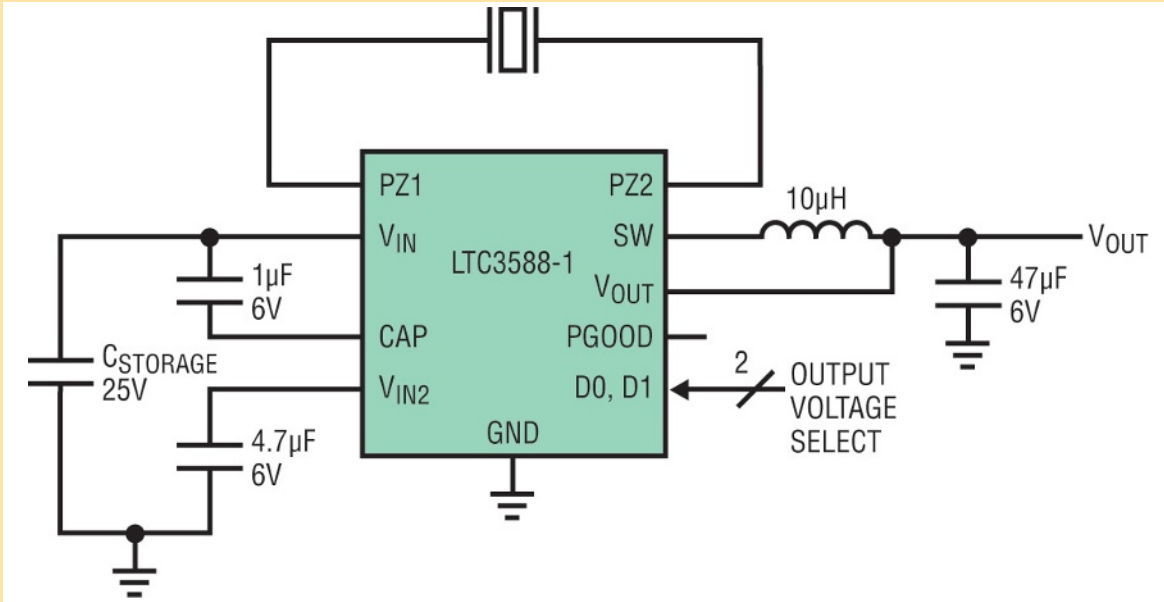 PZ1
PZ2
10µH
VIN
SW
VOUT
LTC3588-1
1µF
6V
VOUT
47µF
6V
CAP
PGOOD
CSTORAGE
25V
2
OUTPUT
VOLTAGE
SELECT
VIN2
D0, D1
GND
4.7µF
6V